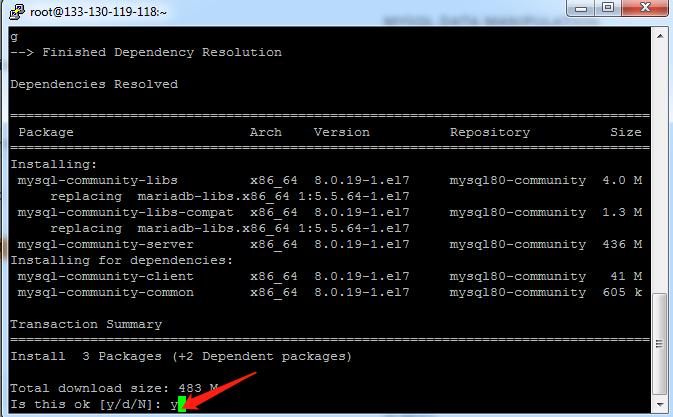 root@133-130-119-118:~
g
--> Finished Dependency Resolution
Dependencies Resolved
================================================================================
Package Arch Version Repository Size
================================================================================
Installing:
mysql-community-libs x86_64 8.0.19-1.el7 mysql80-community 4.0 M
replacing mariadb-libs.x86_64 1:5.5.64-1.el7
mysql-community-libs-compat x86_64 8.0.19-1.el7 mysql80-community 1.3 M
replacing mariadb-libs.x86_64 1:5.5.64-1.el7
mysql-community-server x86_64 8.0.19-1.el7 mysql80-community 436 M
Installing for dependencies:
mysql-community-client x86_64 8.0.19-1.el7 mysql80-community 41 M
mysql-community-common x86_64 8.0.19-1.el7 mysql80-community 605 k
Transaction Summary
================================================================================
Install 3 Packages (+2 Dependent packages)
Total download size: 483 M
Is this ok [y/d/N]: y